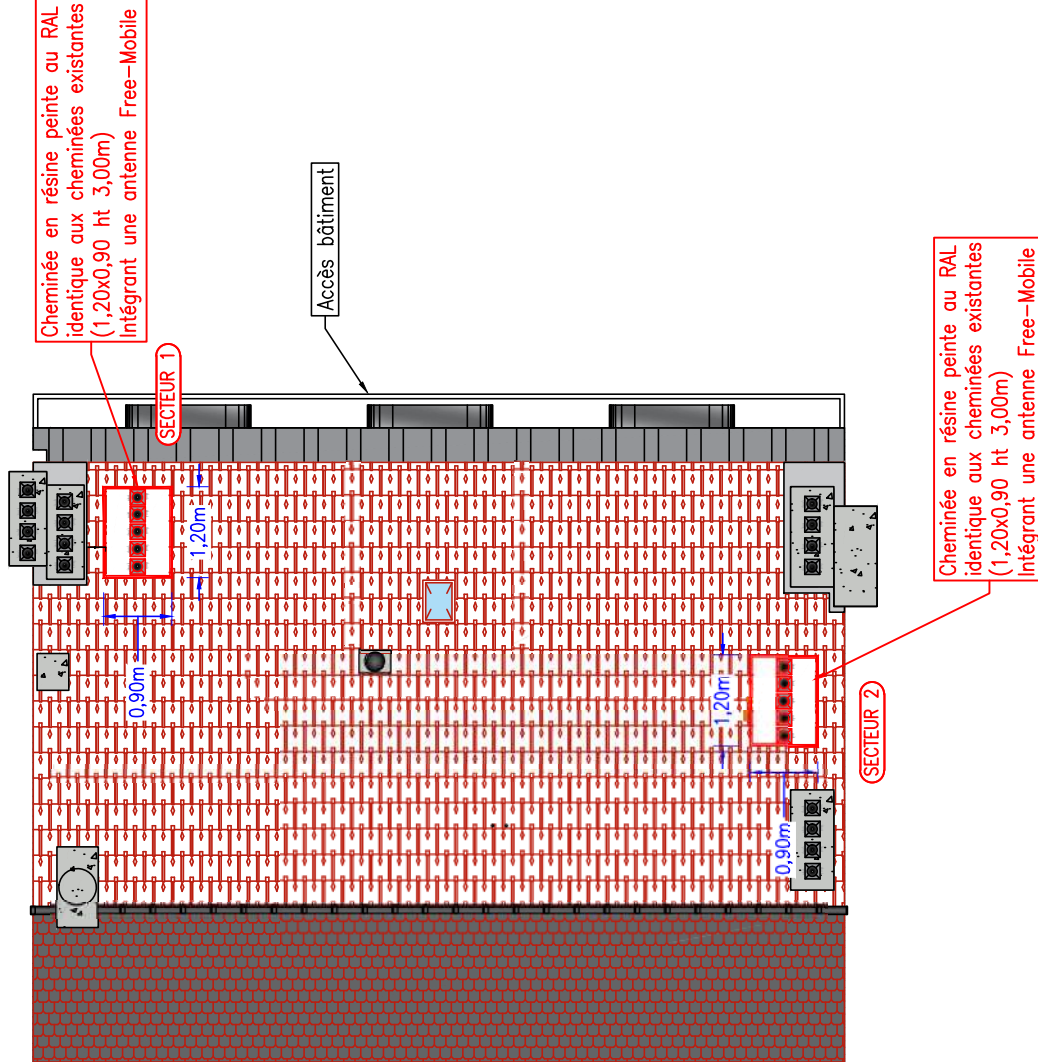 Cheminée en résine peinte au RAL
identique aux cheminées existantes
(1,20x0,90 ht 3,00m)
Intégrant une antenne Free-Mobile
SECTEUR 1
Accès bâtiment
1,20m
0,90m
Cheminée en résine peinte au RAL
identique aux cheminées existantes
(1,20x0,90 ht 3,00m)
Intégrant une antenne Free-Mobile
SECTEUR 2
1,20m
0,90m